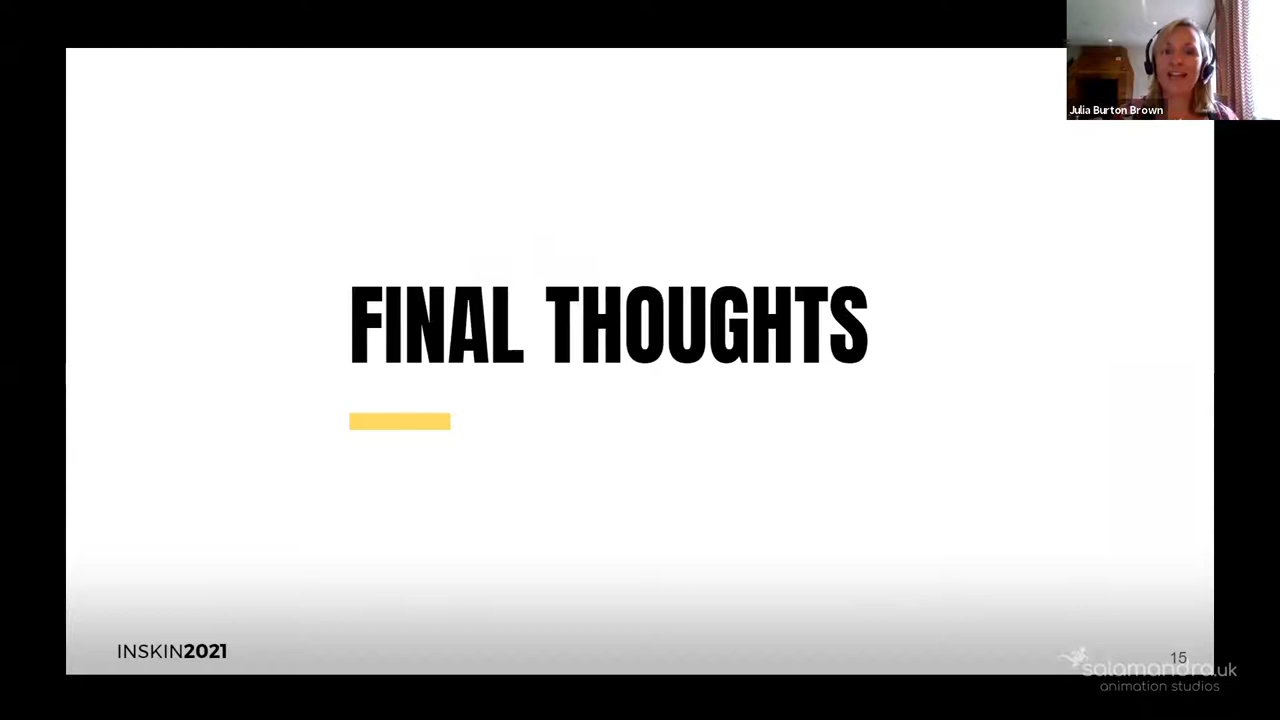 Julia Burton Brown
FINAL THOUGHTS
INSKIN2021
15
salamandra.uk
animation studios